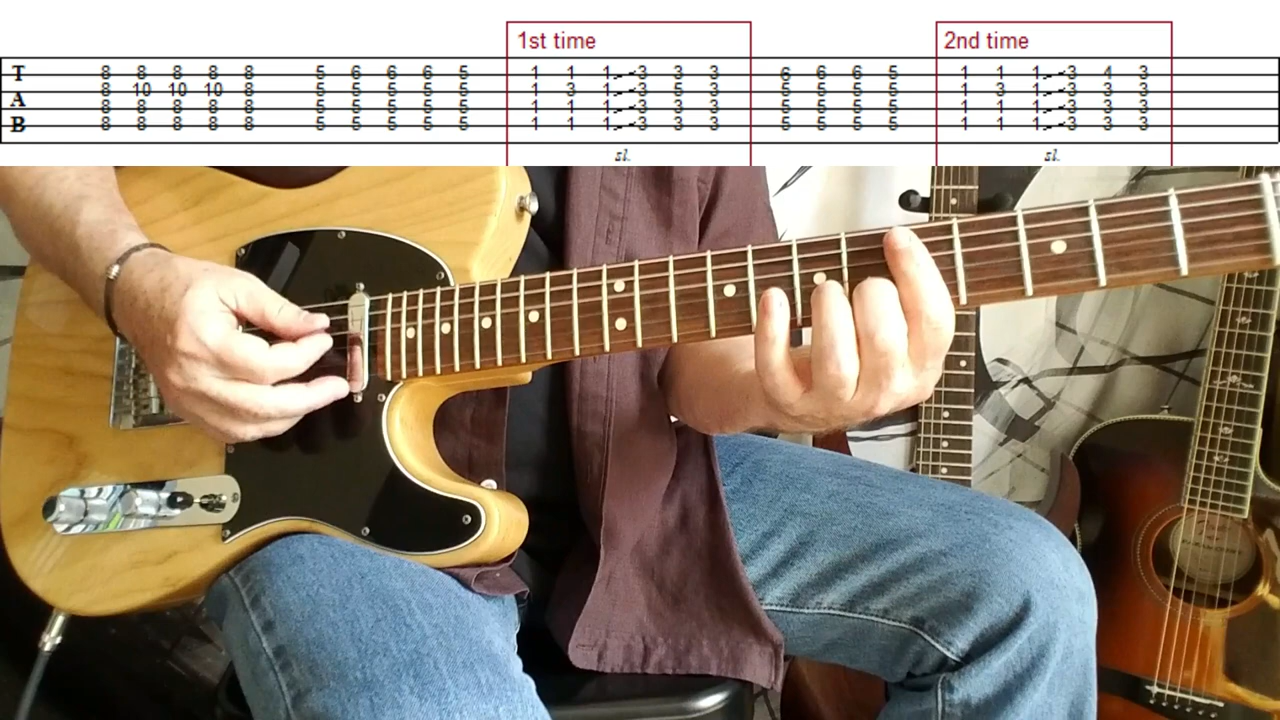 1st time 2nd time
T 8 8 8 8 8 5 6 6 6 5 1 1 1 3 3 3 6 6 6 5 1 1 1 3 4 3
8 10 10 10 8 5 5 5 5 5 1 3 1 3 5 3 5 5 5 5 1 3 1 3 3 3
A 8 8 8 8 8 5 5 5 5 5 1 1 1 3 3 3 5 5 5 5 1 1 1 3 3 3
B 8 8 8 8 8 5 5 5 5 5 1 1 1 3 3 3 5 5 5 5 1 1 1 3 3 3
sl. sl.